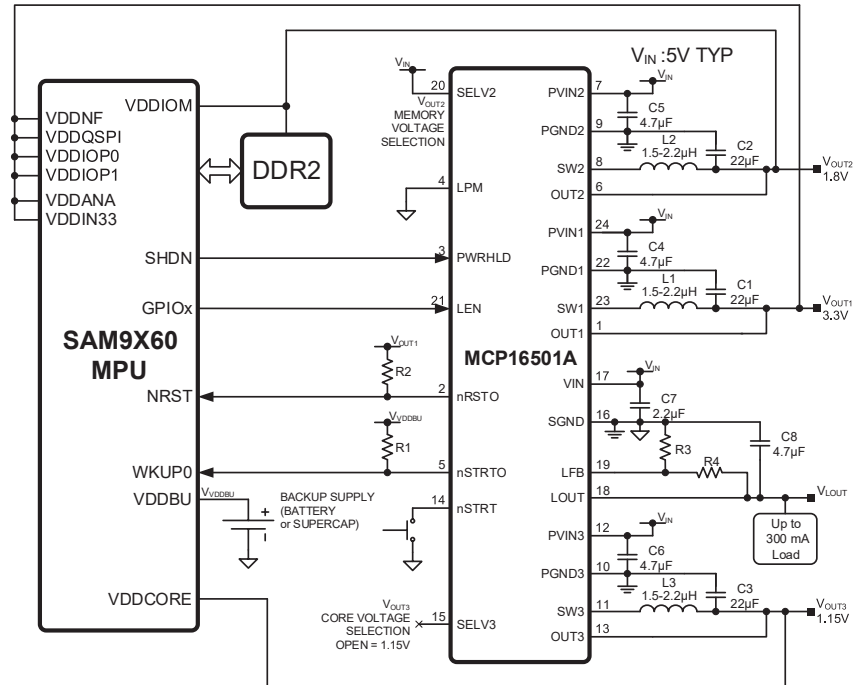 VDDIOM
VDDNF
VDDQSPI
VDDIOP0
VDDIOP1
VDDANA
VDDIN33
DDR2
SHDN
GPIOx
SAM9X60
MPU
NRST
WKUP0
VDDBU
VDDCORE
VIN
20
SELV2
VOUT2
MEMORY
VOLTAGE
SELECTION
4
LPM
3
PWRHLD
21
LEN
VOUT1
R2
2
nRSTO
VVDDBU
R1
5
nSTRTO
VVDDBU
+
BACKUP SUPPLY
(BATTERY
or SUPERCAP)
14
nSTRT
VOUT3
CORE VOLTAGE
SELECTION
OPEN = 1.15V
15
SELV3
MCP16501A
VIN :5V TYP
PVIN2
7
VIN
C5
4.7µF
PGND2
9
L2
1.5-2.2µH
C2
22µF
SW2
8
OUT2
6
VOUT2
1.8V
PVIN1
24
VIN
C4
4.7µF
PGND1
22
L1
1.5-2.2µH
C1
22µF
SW1
23
OUT1
1
VOUT1
3.3V
VIN
VIN
17
C7
2.2µF
SGND
16
R3
C8
4.7µF
LFB
19
R4
LOUT
18
VLOUT
Up to
300 mA
Load
PVIN3
12
VIN
C6
4.7µF
PGND3
10
L3
1.5-2.2µH
C3
22µF
SW3
11
OUT3
13
VOUT3
1.15V